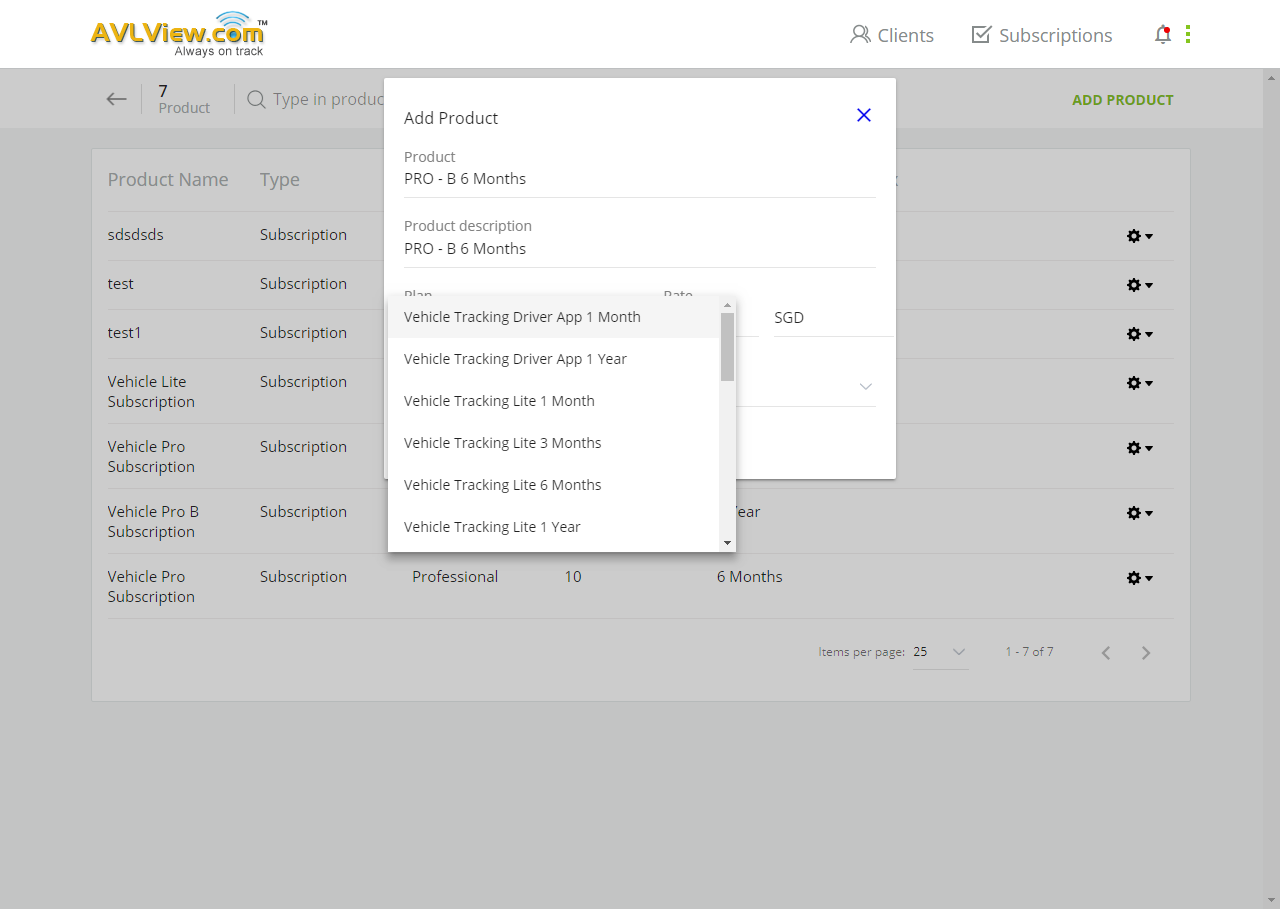 AVLView.com™
Always on track
Clients
Subscriptions
7
Product
Type in produc
ADD PRODUCT
Add Product
Product
PRO - B 6 Months
Product description
PRO - B 6 Months
Plan
Rate
SGD
Vehicle Tracking Driver App 1 Month
Vehicle Tracking Driver App 1 Year
Vehicle Tracking Lite 1 Month
Vehicle Tracking Lite 3 Months
Vehicle Tracking Lite 6 Months
Vehicle Tracking Lite 1 Year
Product Name Type
sdsdsds Subscription
test Subscription
test1 Subscription
Vehicle Lite Subscription
Subscription
Vehicle Pro Subscription
Subscription
Vehicle Pro B Subscription Year
Subscription
Vehicle Pro Subscription Professional 10 6 Months
Subscription
Items per page: 25 1 - 7 of 7